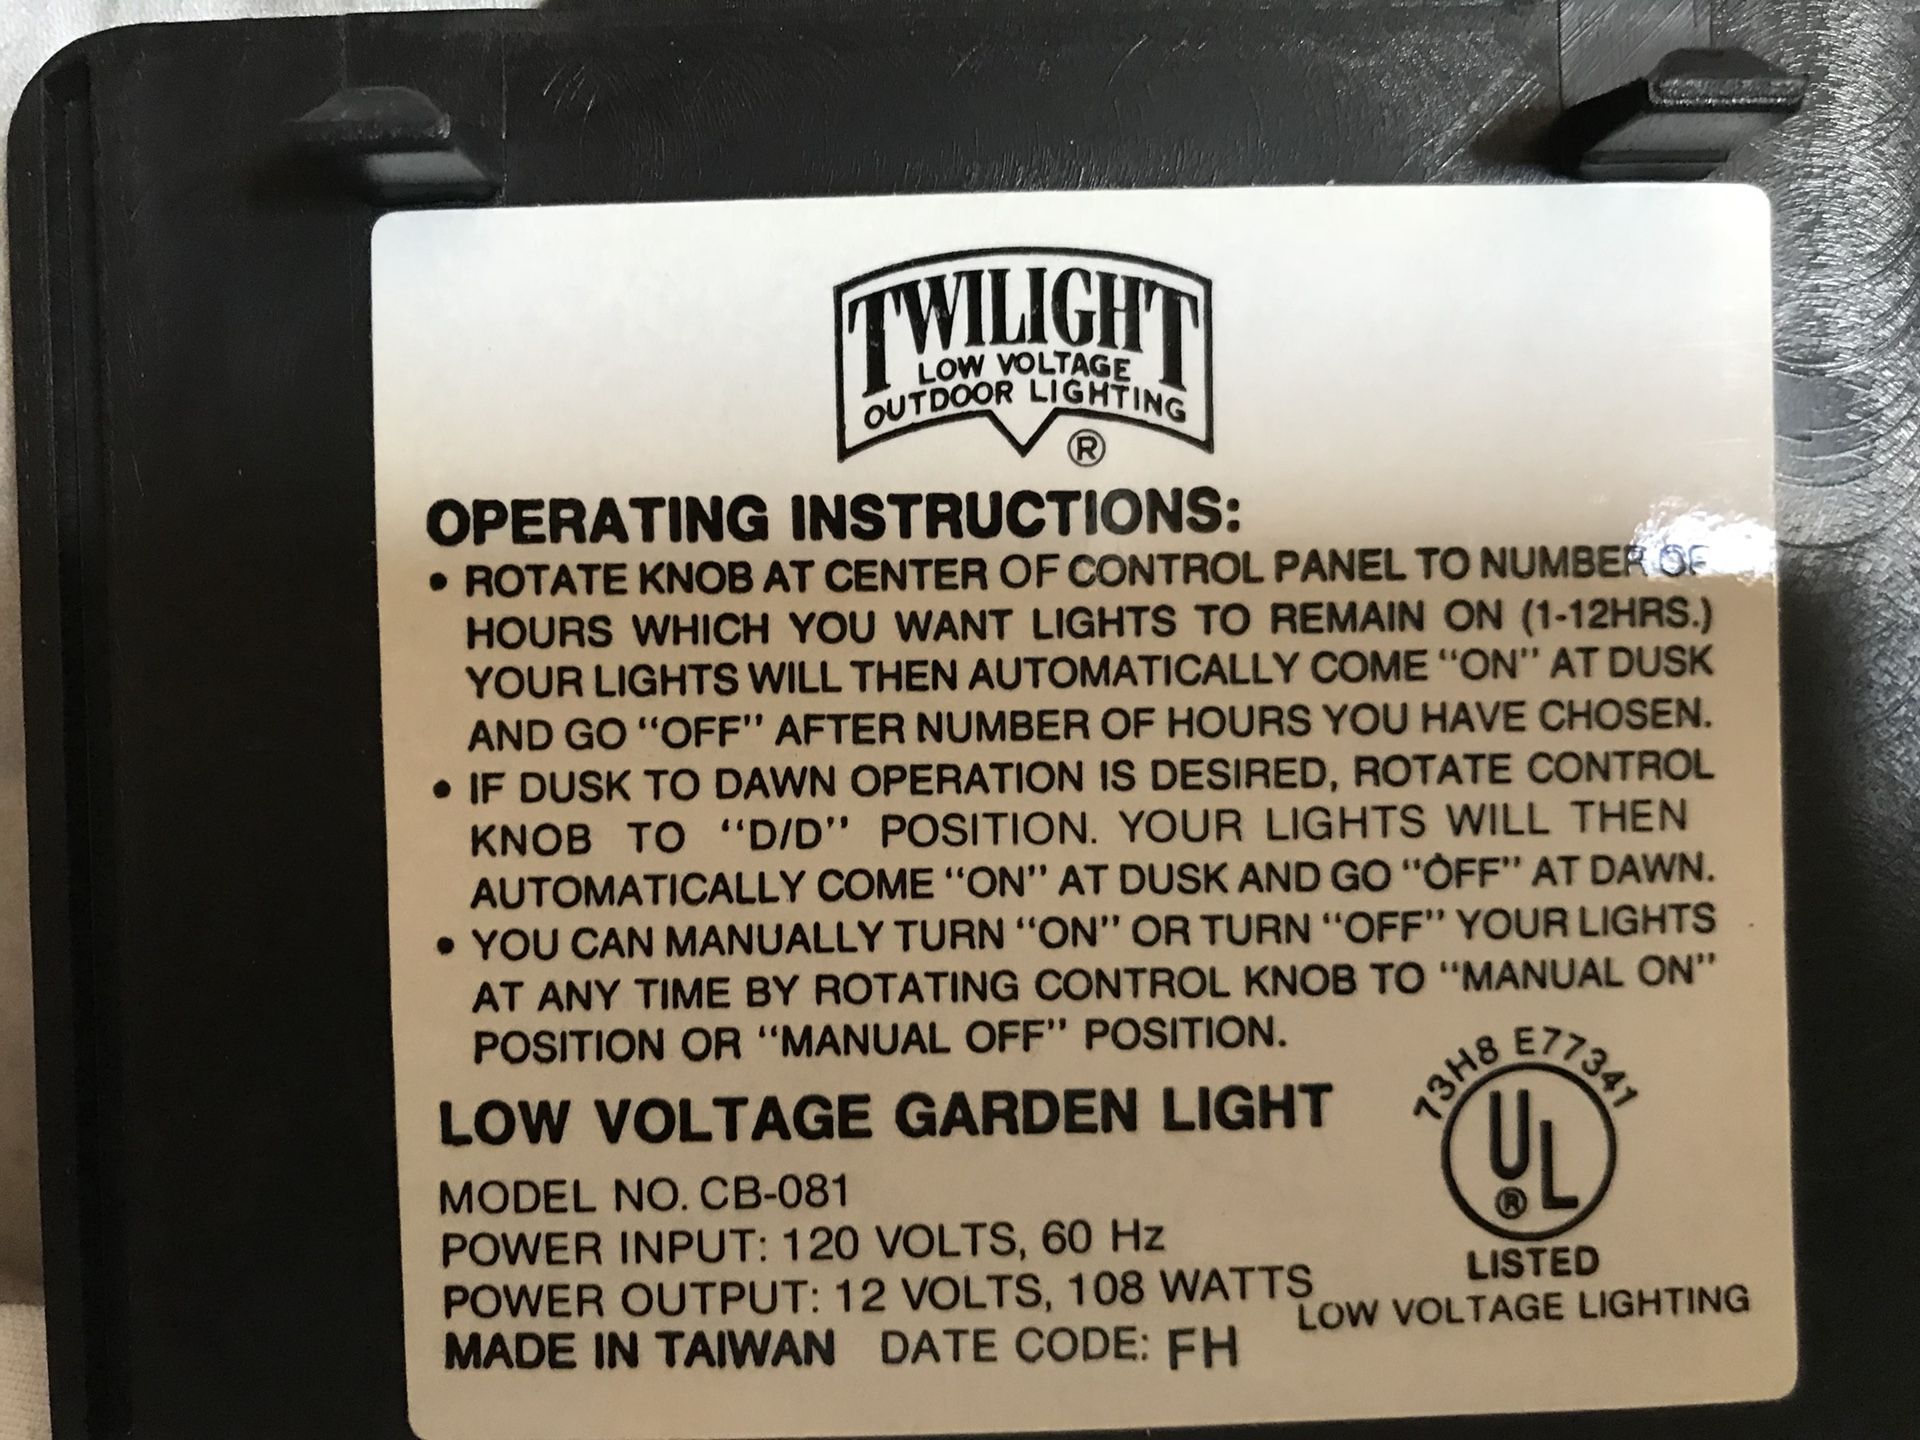 TWILIGHT
LOW VOLTAGE
OUTDOOR LIGHTING
®
OPERATING INSTRUCTIONS:
• ROTATE KNOB AT CENTER OF CONTROL PANEL TO NUMBER OF
HOURS WHICH YOU WANT LIGHTS TO REMAIN ON (1-12HRS.)
YOUR LIGHTS WILL THEN AUTOMATICALLY COME "ON" AT DUSK
AND GO "OFF" AFTER NUMBER OF HOURS YOU HAVE CHOSEN.
• IF DUSK TO DAWN OPERATION IS DESIRED, ROTATE CONTROL
KNOB TO "D/D" POSITION. YOUR LIGHTS WILL THEN
AUTOMATICALLY COME "ON" AT DUSK AND GO "OFF" AT DAWN.
• YOU CAN MANUALLY TURN "ON" OR TURN "OFF" YOUR LIGHTS
AT ANY TIME BY ROTATING CONTROL KNOB TO "MANUAL ON"
POSITION OR "MANUAL OFF" POSITION.
LOW VOLTAGE GARDEN LIGHT
MODEL NO. CB-081
POWER INPUT: 120 VOLTS, 60 Hz
POWER OUTPUT: 12 VOLTS, 108 WATTS
MADE IN TAIWAN DATE CODE: FH
73H8 E77341
UL
®
LISTED
LOW VOLTAGE LIGHTING